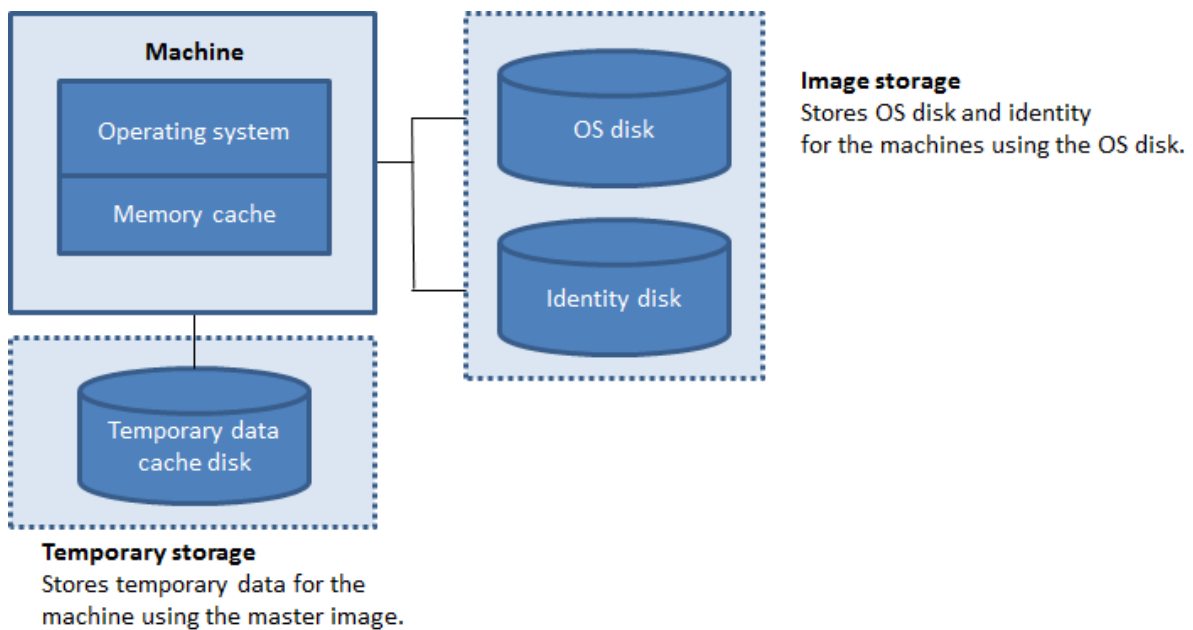 Machine
Operating system
Memory cache
OS disk
Identity disk
Image storage
Stores OS disk and identity
for the machines using the OS disk.
Temporary data
cache disk
Temporary storage
Stores temporary data for the
machine using the master image.